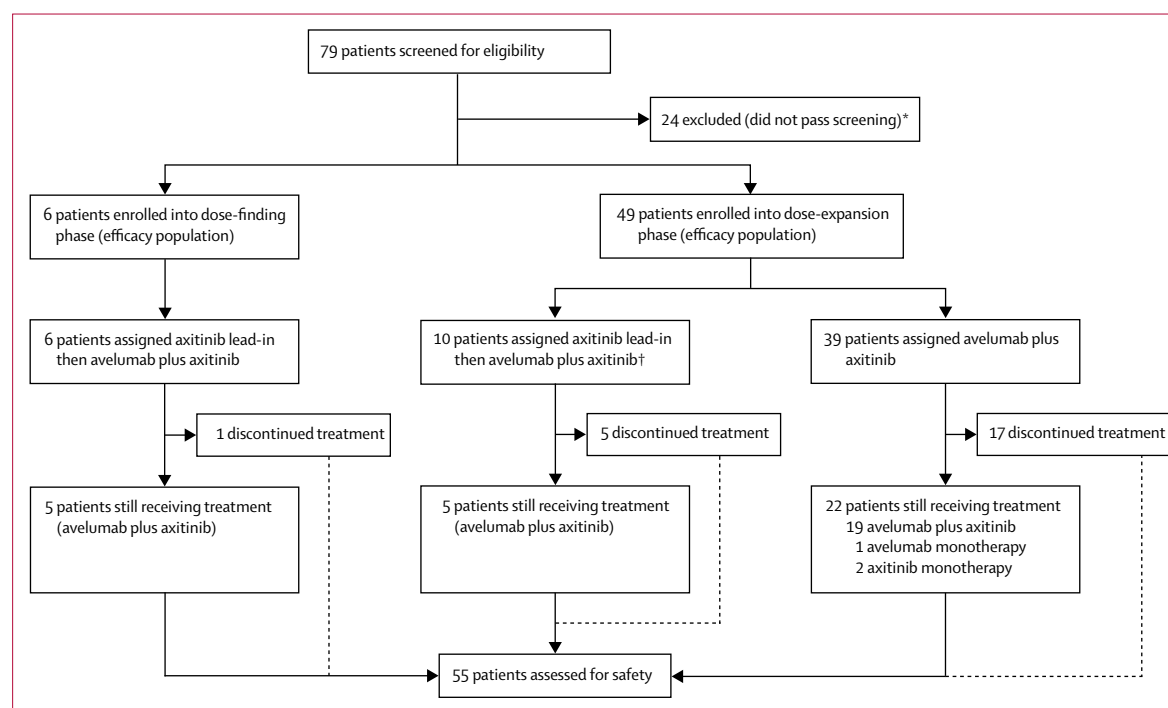 79 patients screened for eligibility
24 excluded (did not pass screening)*
6 patients enrolled into dose-finding
phase (efficacy population)
49 patients enrolled into dose-expansion
phase (efficacy population)
6 patients assigned axitinib lead-in
then avelumab plus axitinib
10 patients assigned axitinib lead-in
then avelumab plus axitinib†
39 patients assigned avelumab plus
axitinib
1 discontinued treatment
5 discontinued treatment
17 discontinued treatment
5 patients still receiving treatment
(avelumab plus axitinib)
5 patients still receiving treatment
(avelumab plus axitinib)
22 patients still receiving treatment
19 avelumab plus axitinib
1 avelumab monotherapy
2 axitinib monotherapy
55 patients assessed for safety